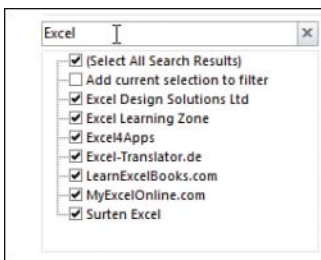 Excel
(Select All Search Results)
Add current selection to filter
Excel Design Solutions Ltd
Excel Learning Zone
Excel4Apps
Excel-Translator.de
LearnExcelBooks.com
MyExcelOnline.com
Surten Excel